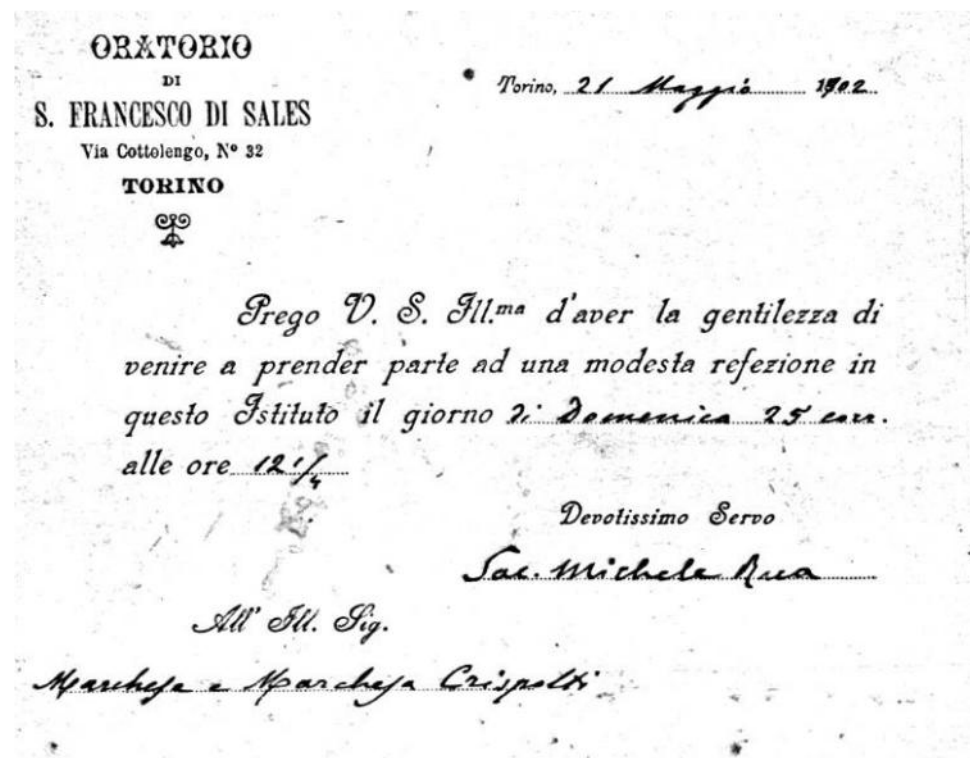 ORATORIO
DI
S. FRANCESCO DI SALES
Via Cottolengo, Nº 32
TORINO
Torino, 21 Maggio 1902
Prego V. S. Ill.ma d'aver la gentilezza di
venire a prender parte ad una modesta refezione in
questo Istituto il giorno di Domenica 25 corr.
alle ore 12 1/4
Devotissimo Servo
Sac. Michele Rua
All' Ill. Sig.
Marchese e Marchesa Crispolti